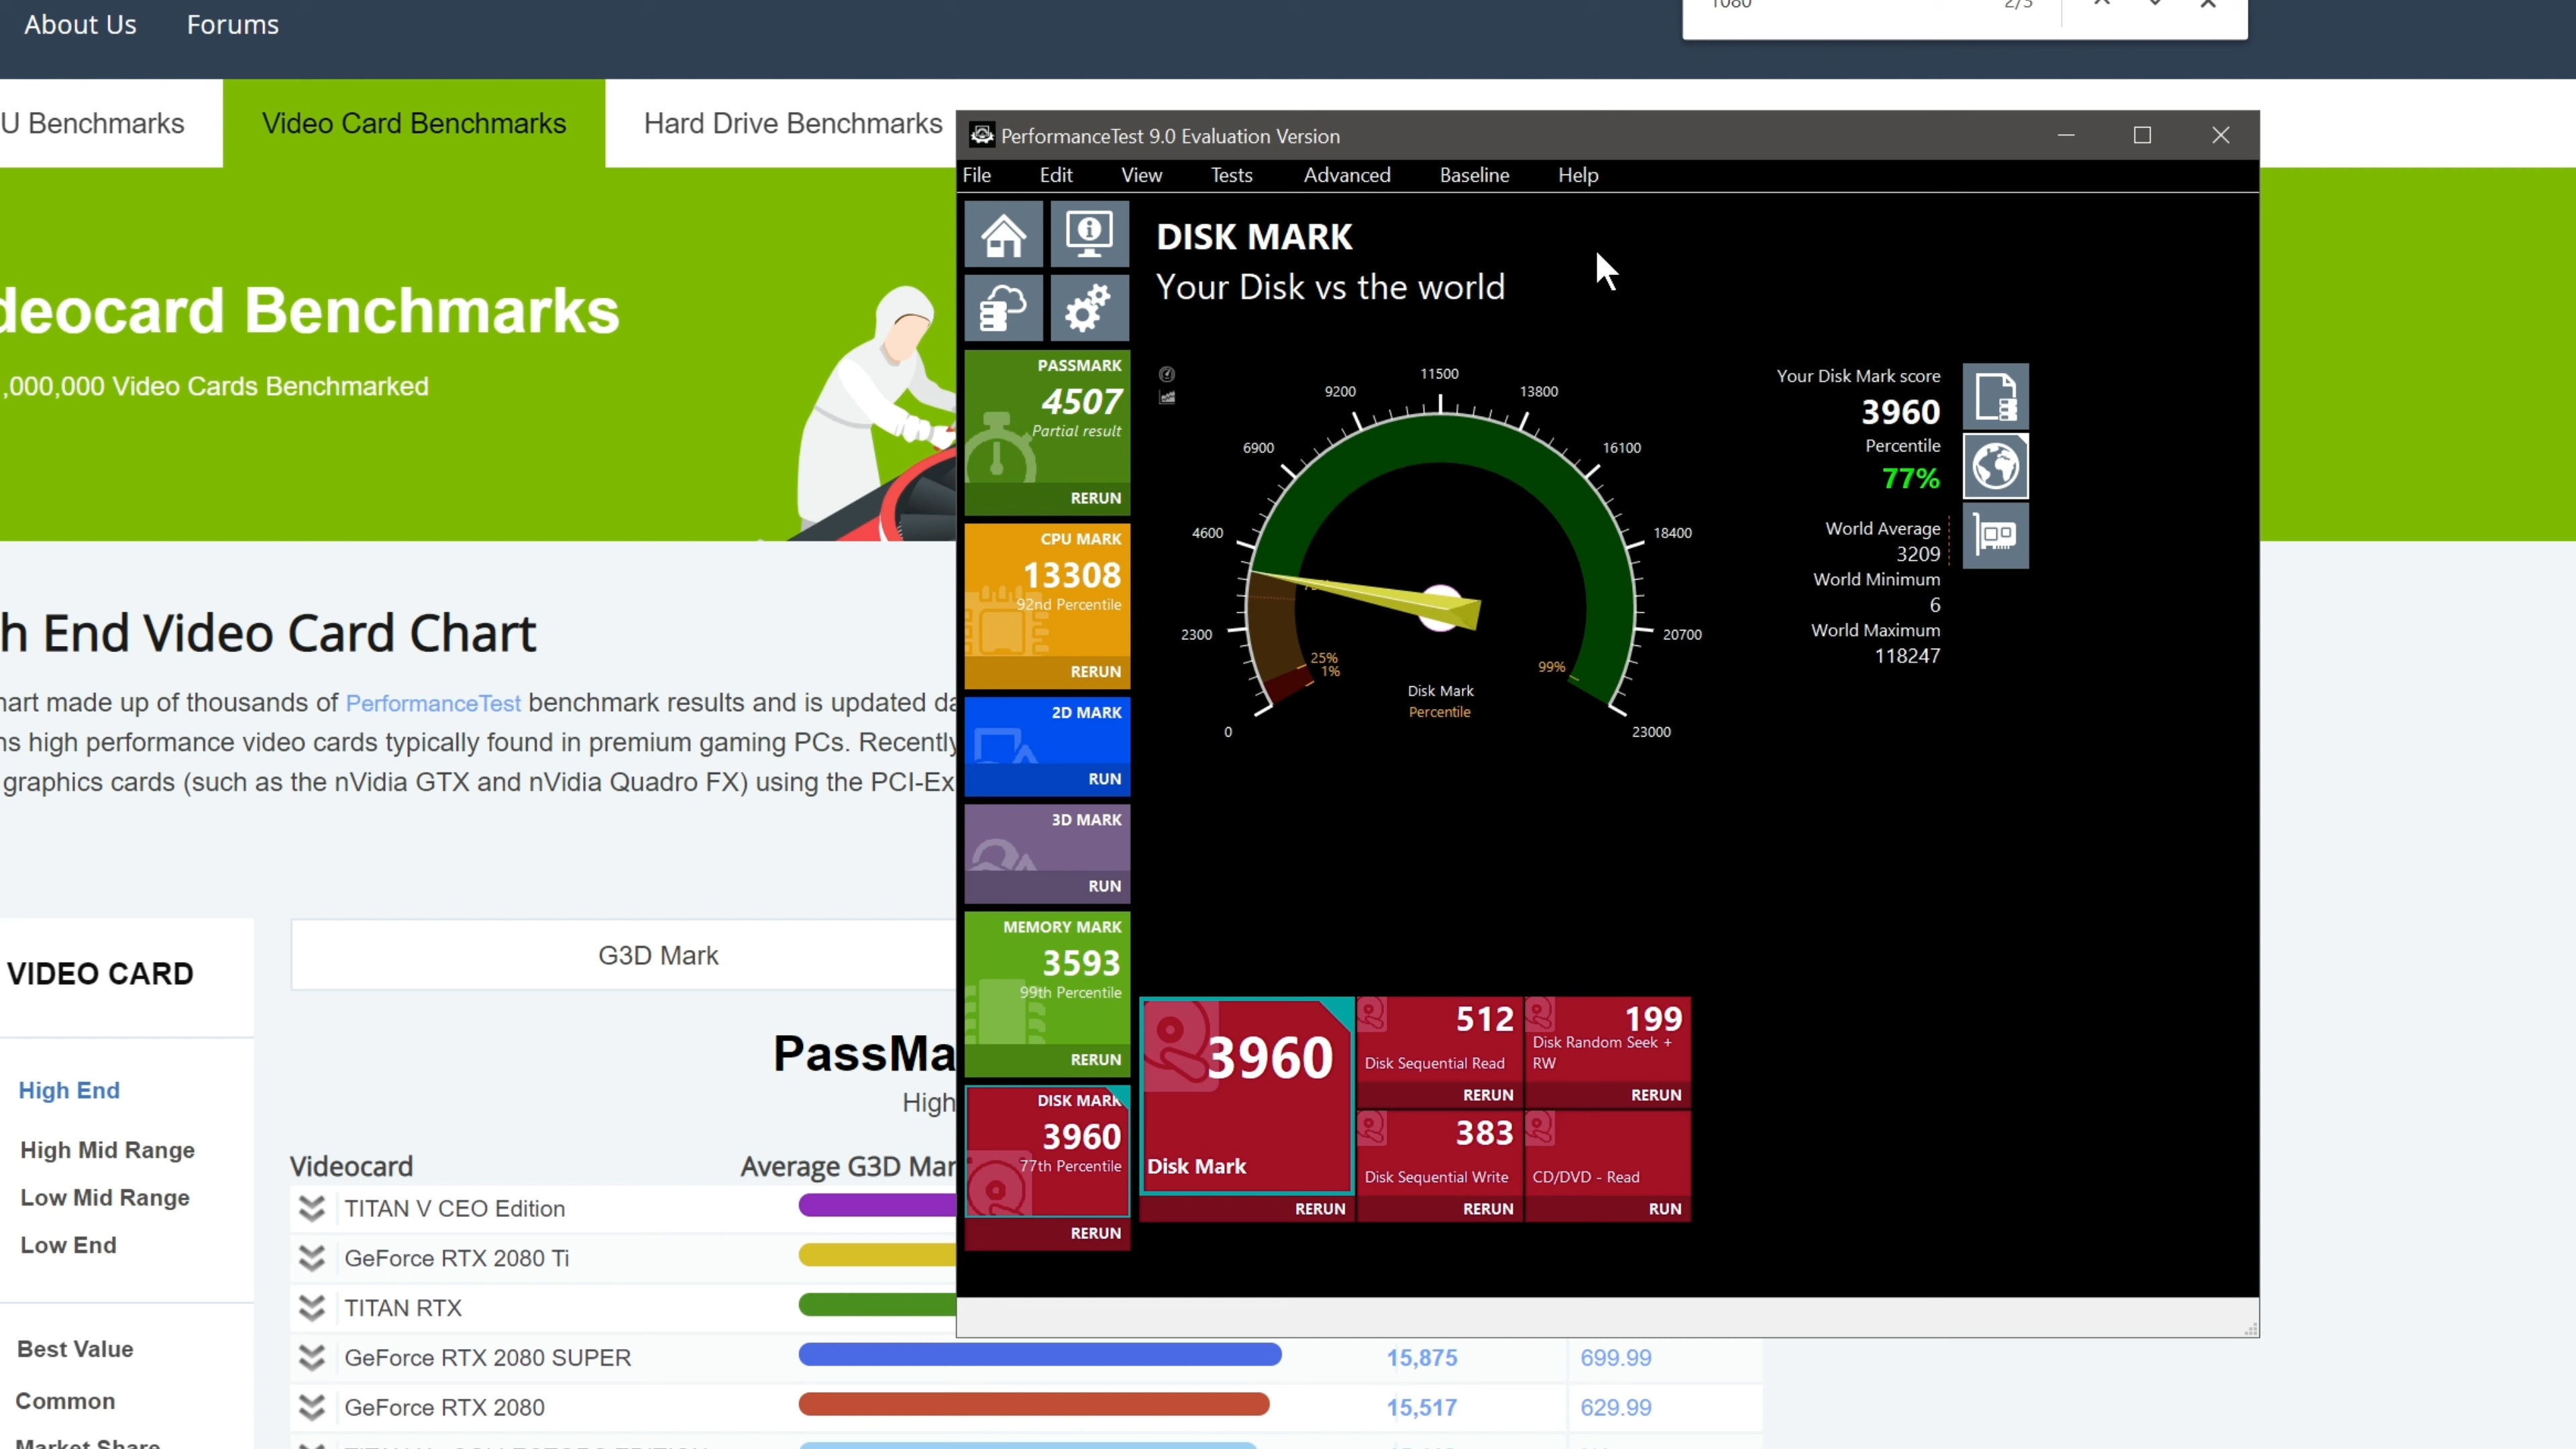 About Us Forums
1080 2/3
U Benchmarks Video Card Benchmarks Hard Drive Benchmarks
deocard Benchmarks
,000,000 Video Cards Benchmarked
h End Video Card Chart
made up of thousands of PerformanceTest benchmark results and is updated
high performance video cards typically found in premium gaming PCs. Recently
graphics cards (such as the nVidia GTX and nVidia Quadro FX) using the PCI-Ex
VIDEO CARD
High End
High Mid Range
Low Mid Range
Low End
Best Value
Common
Market Share
G3D Mark
PassMa
High
Videocard Average G3D Mar
TITAN V CEO Edition
GeForce RTX 2080 Ti
TITAN RTX
GeForce RTX 2080 SUPER 15,875 699.99
GeForce RTX 2080 15,517 629.99
PerformanceTest 9.0 Evaluation Version
File Edit View Tests Advanced Baseline Help
PASSMARK
4507
Partial result
RERUN
CPU MARK
13308
92nd Percentile
RERUN
2D MARK
RUN
3D MARK
RUN
MEMORY MARK
3593
99th Percentile
RERUN
DISK MARK
3960
77th Percentile
RERUN
DISK MARK
Your Disk vs the world
0
2300
4600
6900
9200
11500
13800
16100
18400
20700
23000
25%
1%
99%
Disk Mark
Percentile
Your Disk Mark score
3960
Percentile
77%
World Average
3209
World Minimum
6
World Maximum
118247
3960
Disk Mark
RERUN
512
Disk Sequential Read
RERUN
199
Disk Random Seek +
RW
RERUN
383
Disk Sequential Write
RERUN
CD/DVD - Read
RUN